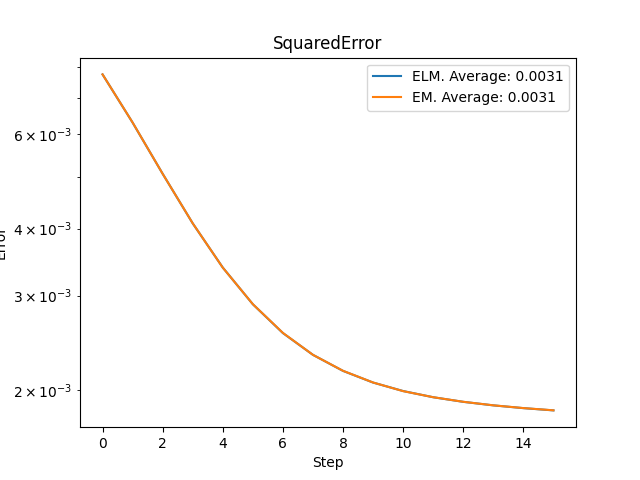 SquaredError
ELM. Average: 0.0031
EM. Average: 0.0031
6 × 10⁻³
4 × 10⁻³
3 × 10⁻³
2 × 10⁻³
Error
0 2 4 6 8 10 12 14
Step